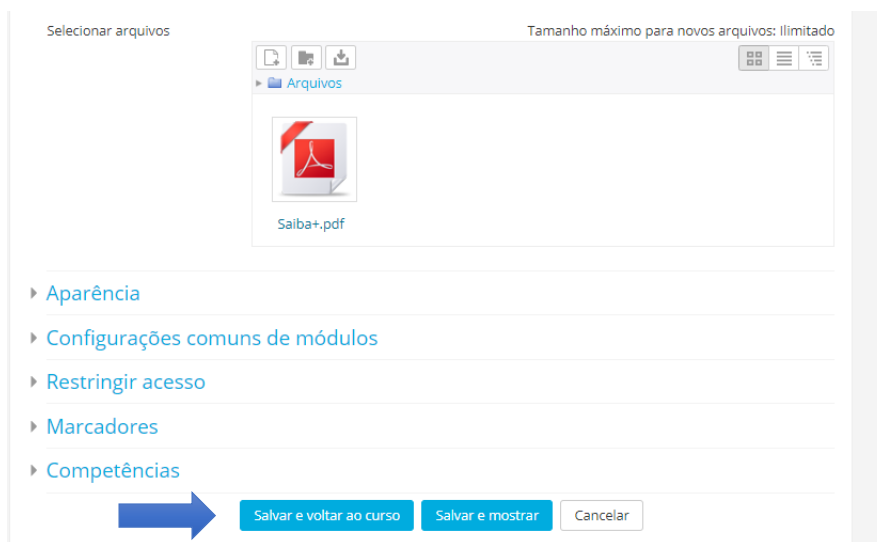 Selecionar arquivos
Tamanho máximo para novos arquivos: Ilimitado
Arquivos
Saiba+.pdf
Aparência
Configurações comuns de módulos
Restringir acesso
Marcadores
Competências
Salvar e voltar ao curso Salvar e mostrar Cancelar